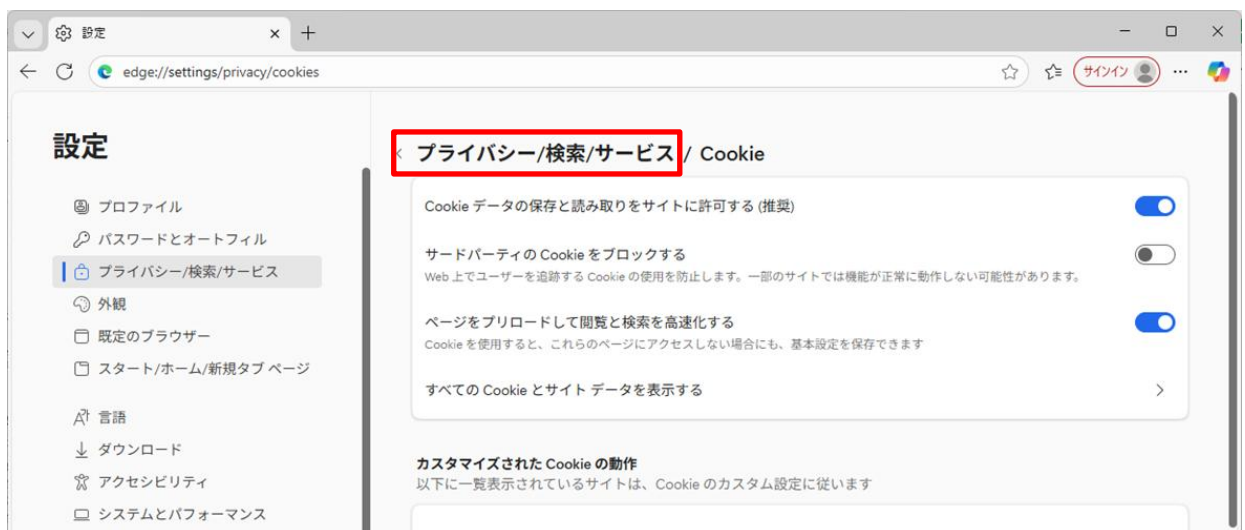 設定
edge://settings/privacy/cookies
サインイン
設定
プロファイル
パスワードとオートフィル
プライバシー/検索/サービス
外観
既定のブラウザー
スタート/ホーム/新規タブ ページ
言語
ダウンロード
アクセシビリティ
システムとパフォーマンス
プライバシー/検索/サービス / Cookie
Cookie データの保存と読み取りをサイトに許可する (推奨)
サードパーティの Cookie をブロックする
Web 上でユーザーを追跡する Cookie の使用を防止します。一部のサイトでは機能が正常に動作しない可能性があります。
ページをプリロードして閲覧と検索を高速化する
Cookie を使用すると、これらのページにアクセスしない場合にも、基本設定を保存できます
すべての Cookie とサイト データを表示する
カスタマイズされた Cookie の動作
以下に一覧表示されているサイトは、Cookie のカスタム設定に従います